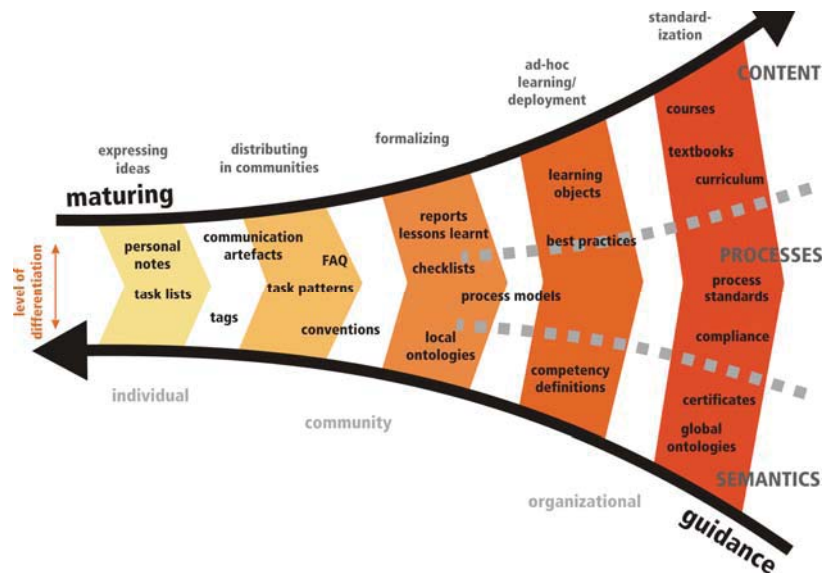 standard-
ization
CONTENT
ad-hoc
learning/
deployment
courses
formalizing
distributing
in communities
expressing
ideas
textbooks
curriculum
maturing
learning
objects
reports
lessons learnt
communication
artefacts
personal
notes
FAQ
best practices
PROCESSES
checklists
level of
differentiation
task lists
task patterns
process models
process
standards
tags
conventions
local
ontologies
compliance
competency
definitions
individual
certificates
community
global
ontologies
SEMANTICS
organizational
guidance